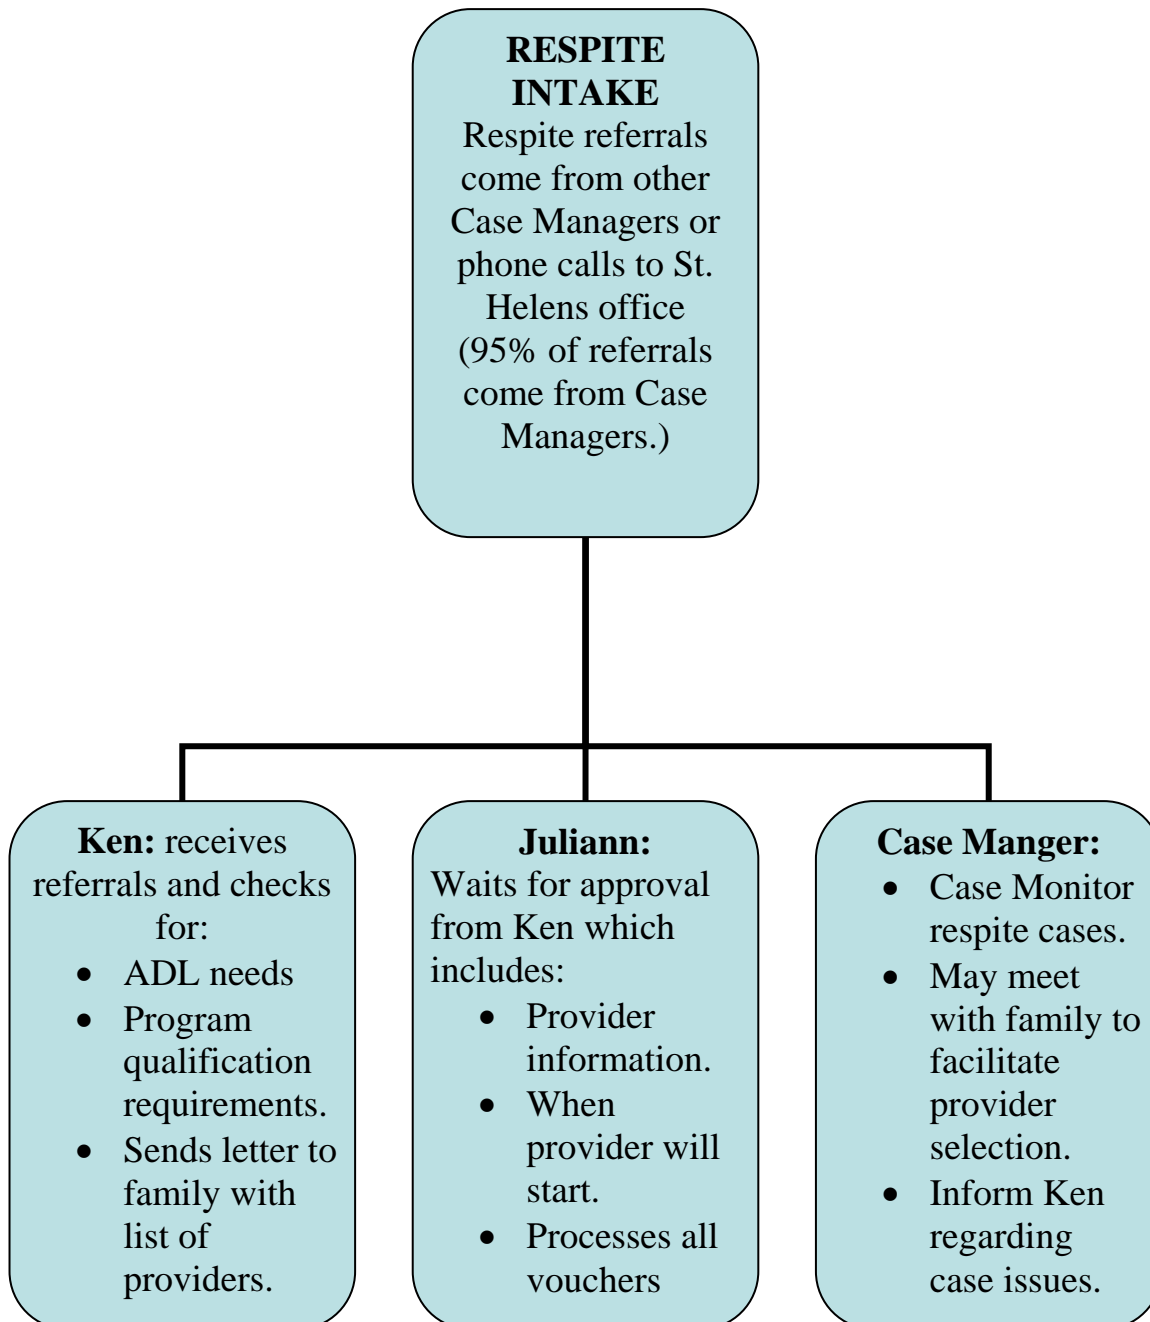 RESPITE
INTAKE
Respite referrals
come from other
Case Managers or
phone calls to St.
Helens office
(95% of referrals
come from Case
Managers.)
Ken: receives
referrals and checks
for:
• ADL needs
• Program
qualification
requirements.
• Sends letter to
family with
list of
providers.
Juliann:
Waits for approval
from Ken which
includes:
• Provider
information.
• When
provider will
start.
• Processes all
vouchers
Case Manger:
• Case Monitor
respite cases.
• May meet
with family to
facilitate
provider
selection.
• Inform Ken
regarding
case issues.